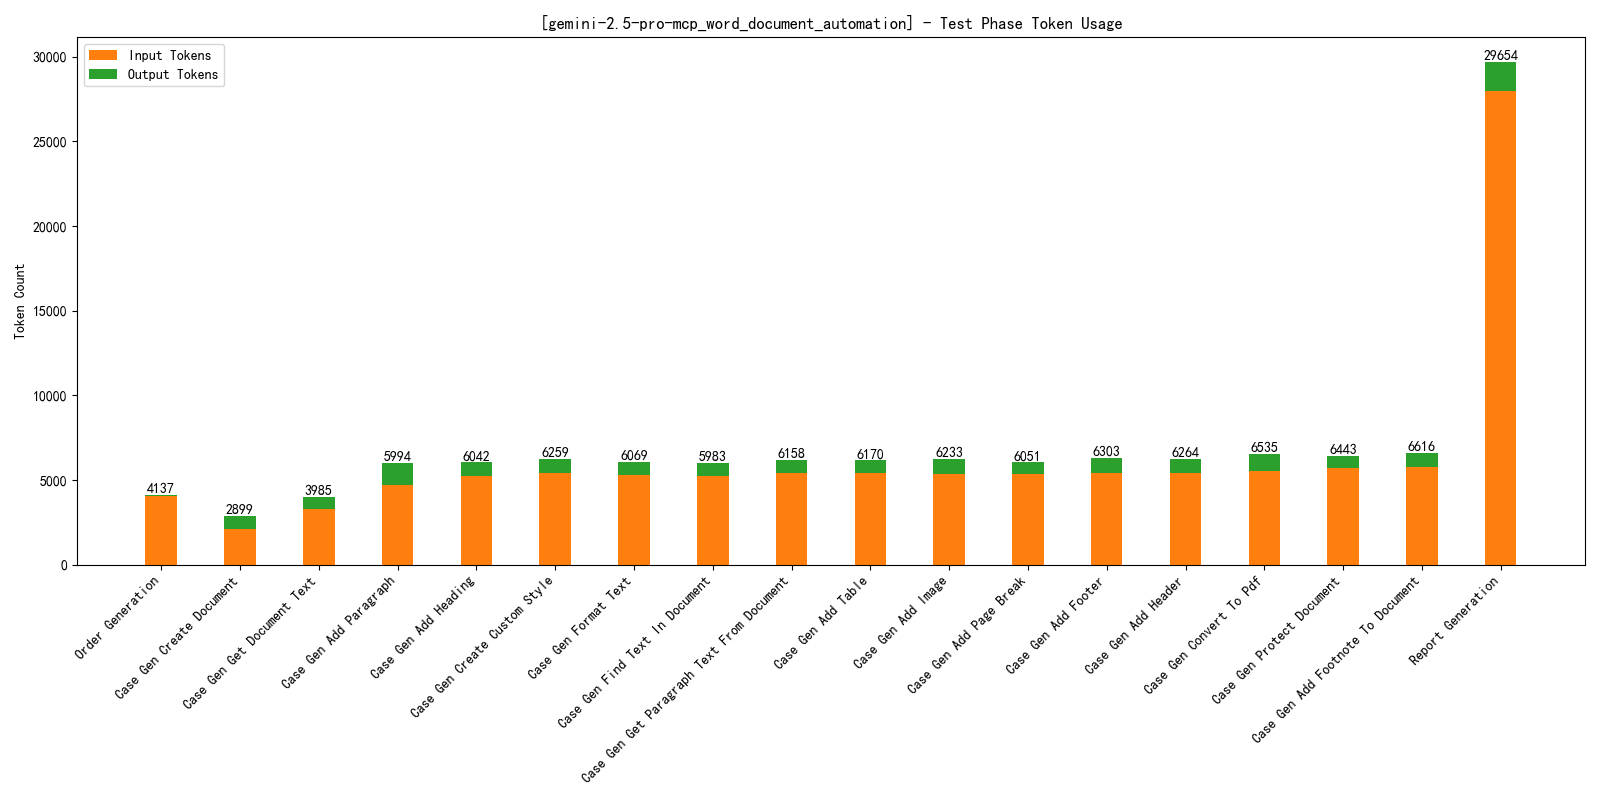 [gemini-2.5-pro-mcp_word_document_automation] - Test Phase Token Usage
Input Tokens
Output Tokens
Token Count
30000
25000
20000
15000
10000
5000
0
4137
2899
3985
5994
6042
6259
6069
5983
6158
6170
6233
6051
6303
6264
6535
6443
6616
29654
Order Generation
Case Gen Create Document
Case Gen Get Document Text
Case Gen Add Paragraph
Case Gen Add Heading
Case Gen Create Custom Style
Case Gen Format Text
Case Gen Find Text In Document
Case Gen Get Paragraph Text From Document
Case Gen Add Table
Case Gen Add Image
Case Gen Add Page Break
Case Gen Add Footer
Case Gen Add Header
Case Gen Convert To Pdf
Case Gen Protect Document
Case Gen Add Footnote To Document
Report Generation